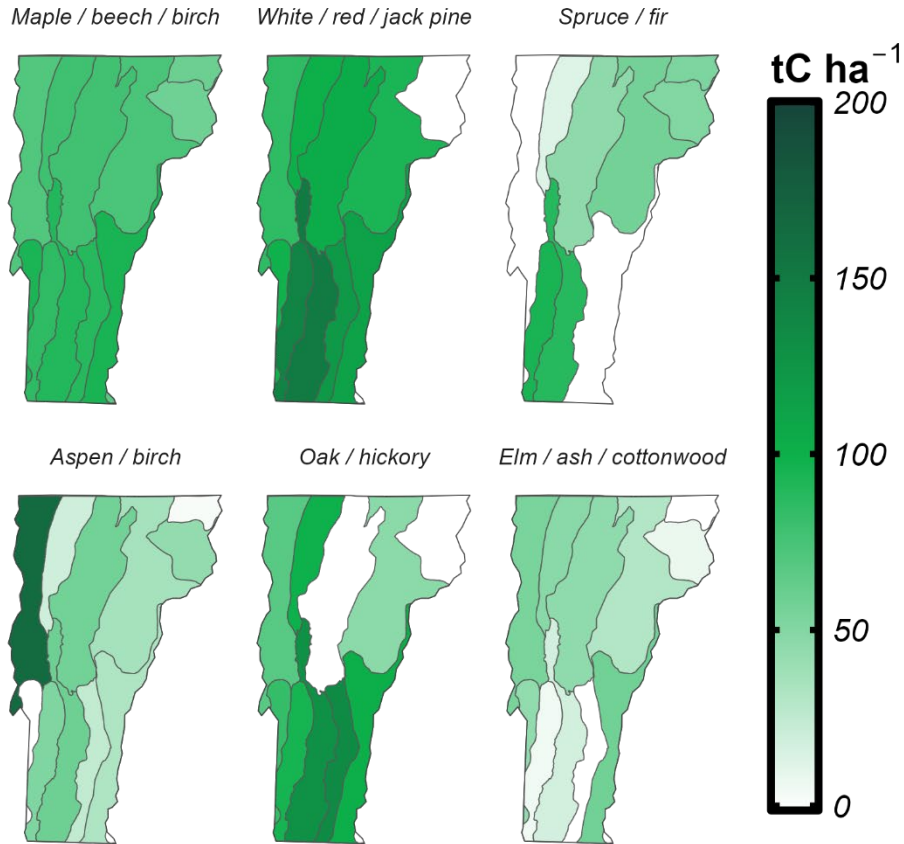 Maple / beech / birch
White / red / jack pine
Spruce / fir
tC ha⁻¹
200
150
100
50
0
Aspen / birch
Oak / hickory
Elm / ash / cottonwood